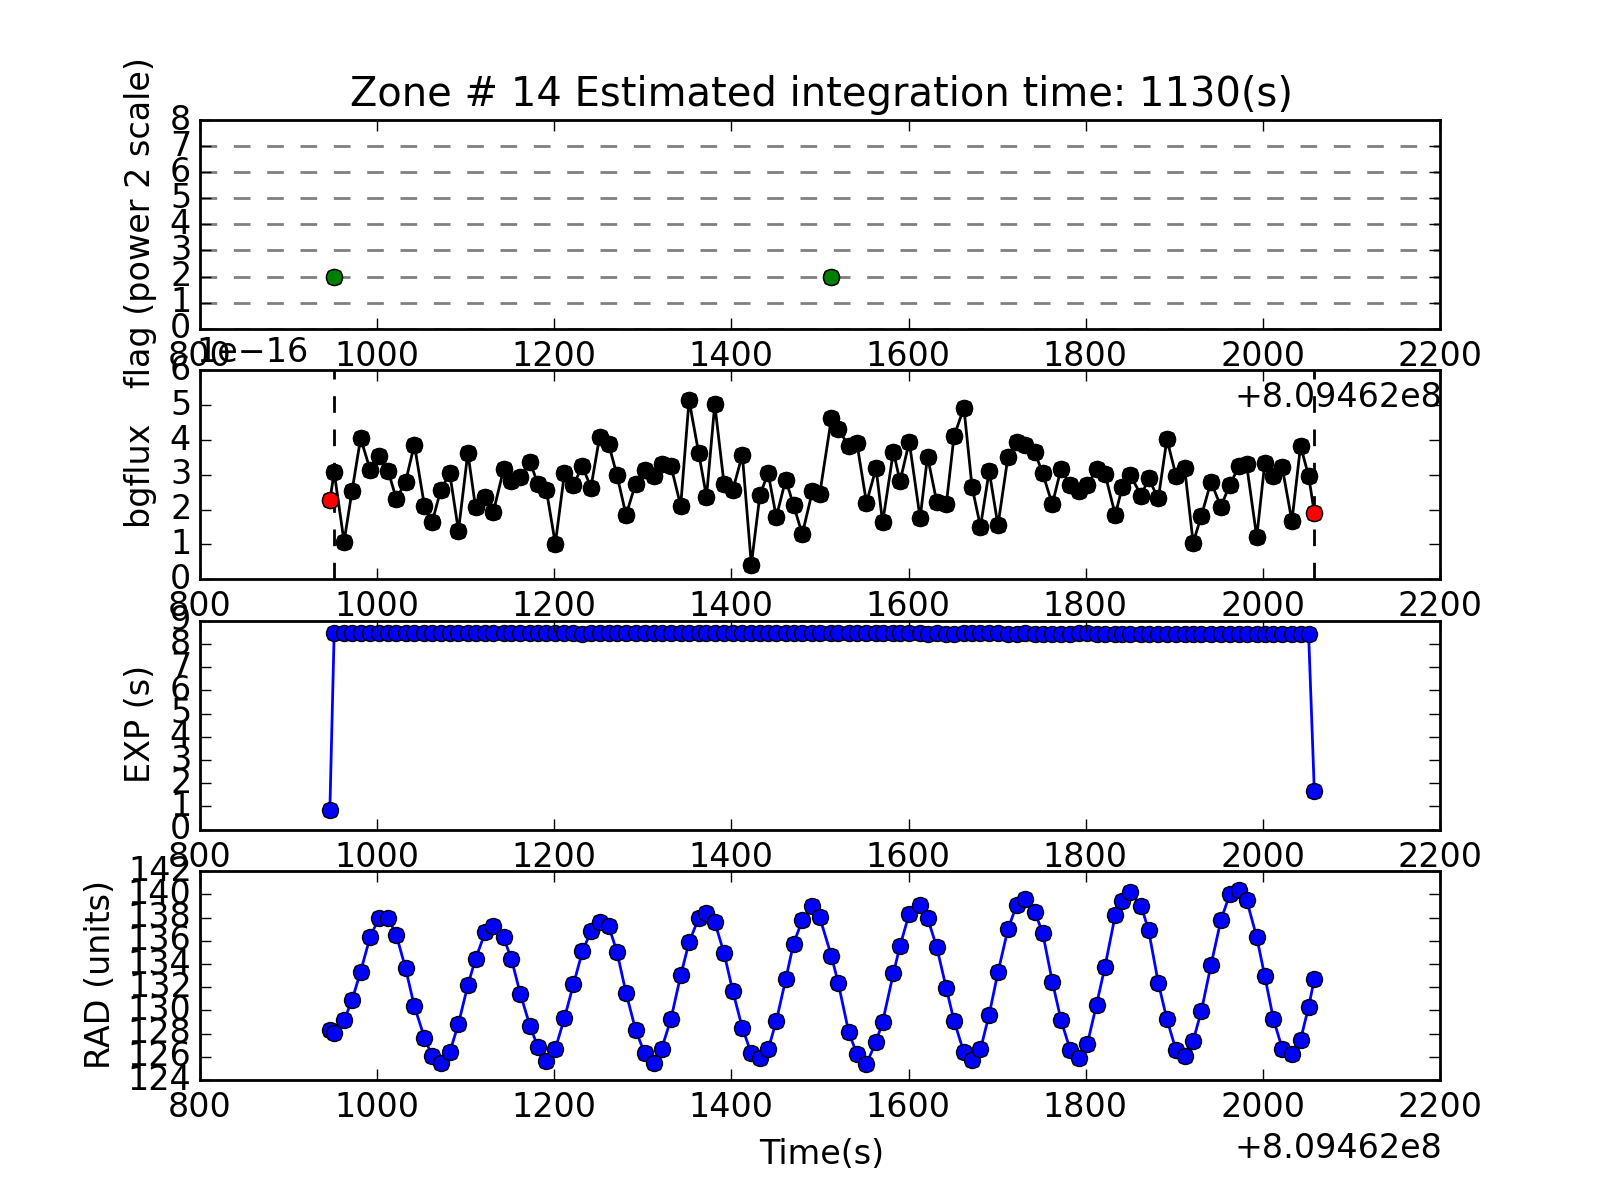 Zone # 14 Estimated integration time: 1130(s)
flag (power 2 scale)
8
7
6
5
4
3
2
1
0
800 1000 1200 1400 1600 1800 2000 2200
1e−16
+8.09462e8
bgflux
6
5
4
3
2
1
0
800 1000 1200 1400 1600 1800 2000 2200
EXP (s)
9
8
7
6
5
4
3
2
1
0
800 1000 1200 1400 1600 1800 2000 2200
RAD (units)
142
140
138
136
134
132
130
128
126
124
800 1000 1200 1400 1600 1800 2000 2200
Time(s)
+8.09462e8